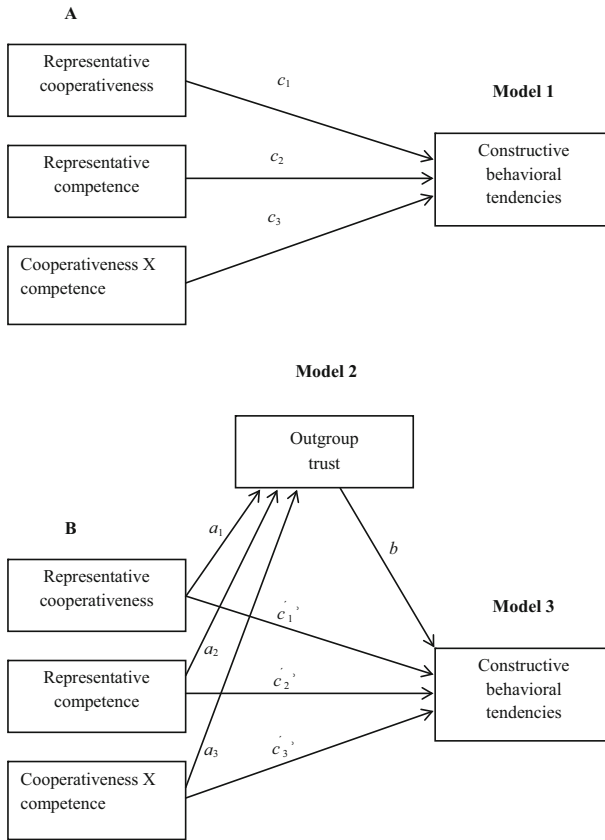 A
Representative
cooperativeness
c1
Model 1
Representative
competence
c2
Constructive
behavioral
tendencies
Cooperativeness X
competence
c3
Model 2
Outgroup
trust
B
a1
b
Representative
cooperativeness
c′1’
Model 3
a2
Representative
competence
c′2’
Constructive
behavioral
tendencies
a3
Cooperativeness X
competence
c′3’